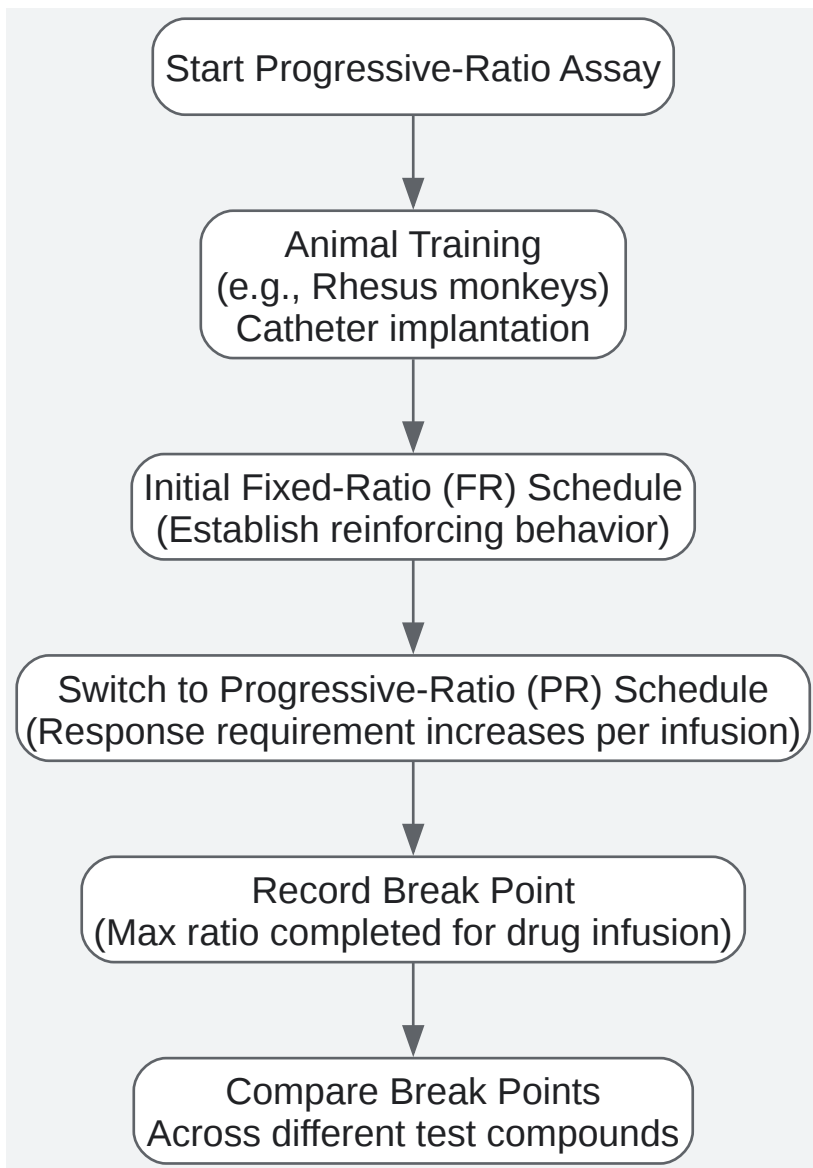 Start Progressive-Ratio Assay
Animal Training
(e.g., Rhesus monkeys)
Catheter implantation
Initial Fixed-Ratio (FR) Schedule
(Establish reinforcing behavior)
Switch to Progressive-Ratio (PR) Schedule
(Response requirement increases per infusion)
Record Break Point
(Max ratio completed for drug infusion)
Compare Break Points
Across different test compounds